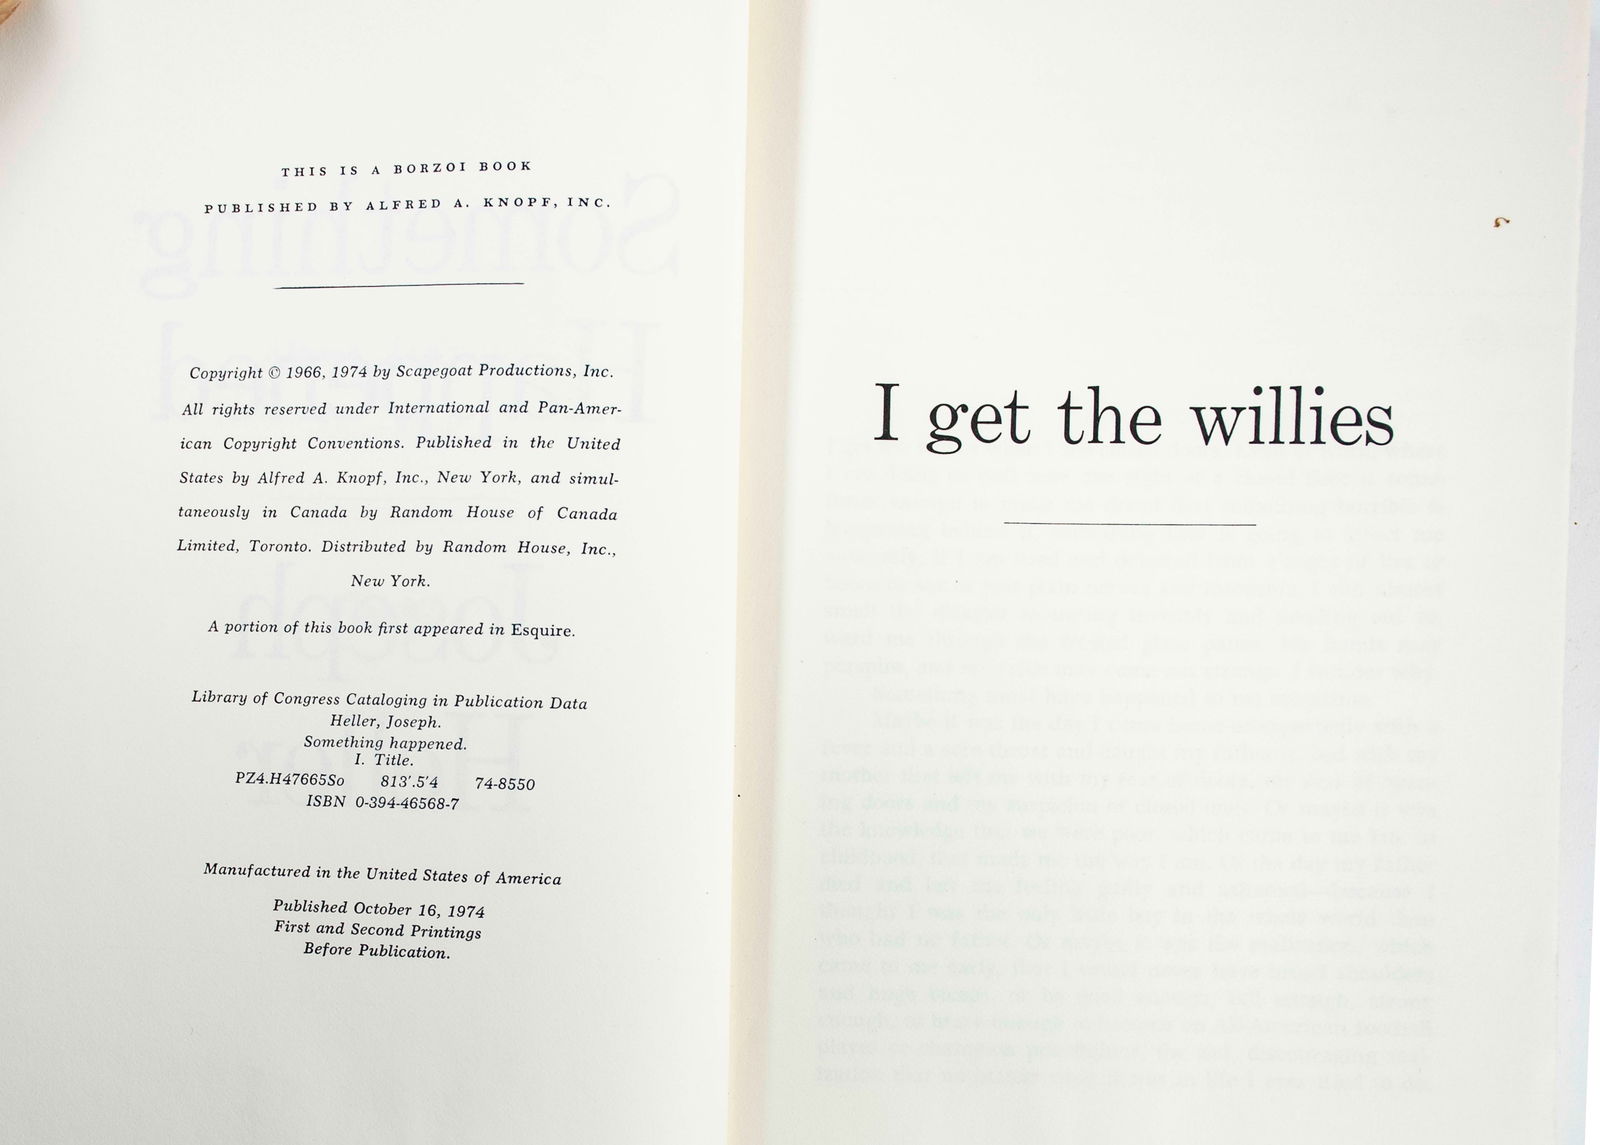 THIS IS A BORZOI BOOK
PUBLISHED BY ALFRED A. KNOPF, INC.
Copyright © 1966, 1974 by Scapegoat Productions, Inc.
All rights reserved under International and Pan-Amer-
ican Copyright Conventions. Published in the United
States by Alfred A. Knopf, Inc., New York, and simul-
taneously in Canada by Random House of Canada
Limited, Toronto. Distributed by Random House, Inc.,
New York.
A portion of this book first appeared in Esquire.
Library of Congress Cataloging in Publication Data
Heller, Joseph.
Something happened.
I. Title.
PZ4.H47665So 813'.5'4 74-8550
ISBN 0-394-46568-7
Manufactured in the United States of America
Published October 16, 1974
First and Second Printings
Before Publication.
I get the willies